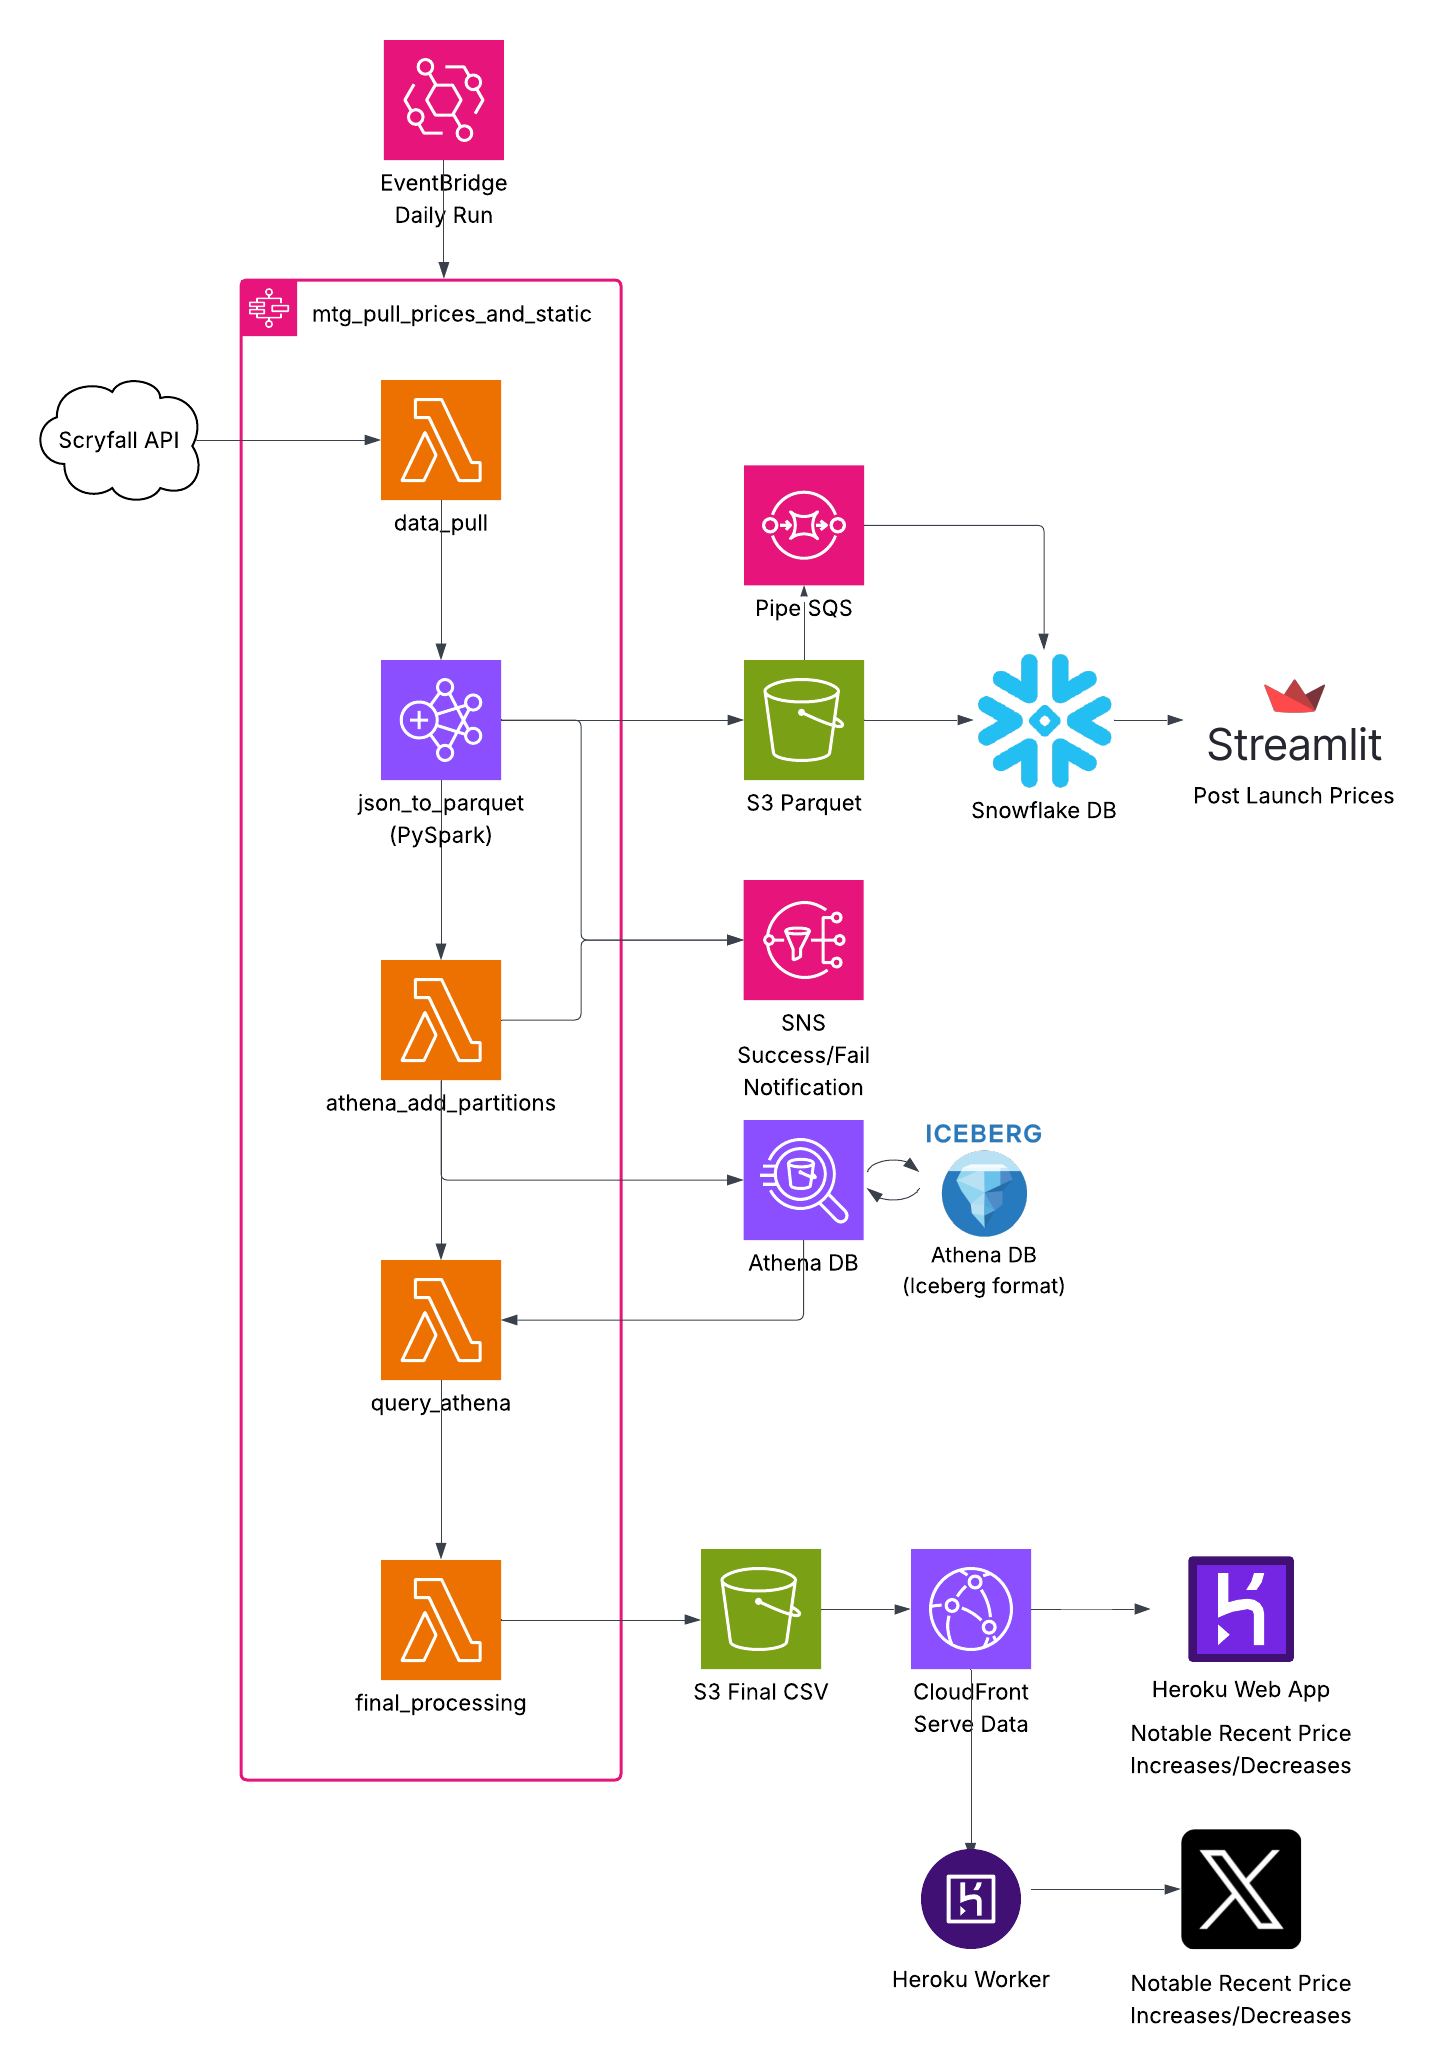 EventBridge
Daily Run
mtg_pull_prices_and_static
Scryfall API
data_pull
Pipe SQS
json_to_parquet
(PySpark)
S3 Parquet
Snowflake DB
Streamlit
Post Launch Prices
SNS
Success/Fail
Notification
athena_add_partitions
ICEBERG
Athena DB
Athena DB
(Iceberg format)
query_athena
final_processing
S3 Final CSV
CloudFront
Serve Data
Heroku Web App
Notable Recent Price
Increases/Decreases
Heroku Worker
Notable Recent Price
Increases/Decreases